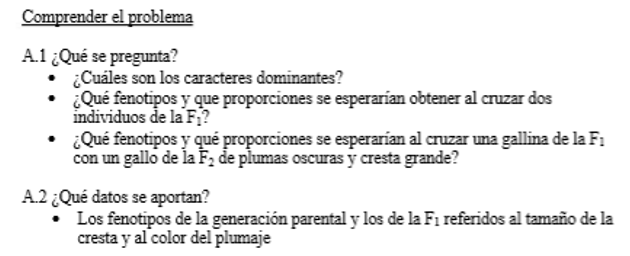 Comprender el problema
A.1 ¿Qué se pregunta?
• ¿Cuáles son los caracteres dominantes?
• ¿Qué fenotipos y que proporciones se esperarían obtener al cruzar dos
individuos de la F₁?
• ¿Qué fenotipos y qué proporciones se esperarían al cruzar una gallina de la F₁
con un gallo de la F₂ de plumas oscuras y cresta grande?
A.2 ¿Qué datos se aportan?
• Los fenotipos de la generación parental y los de la F₁ referidos al tamaño de la
cresta y al color del plumaje